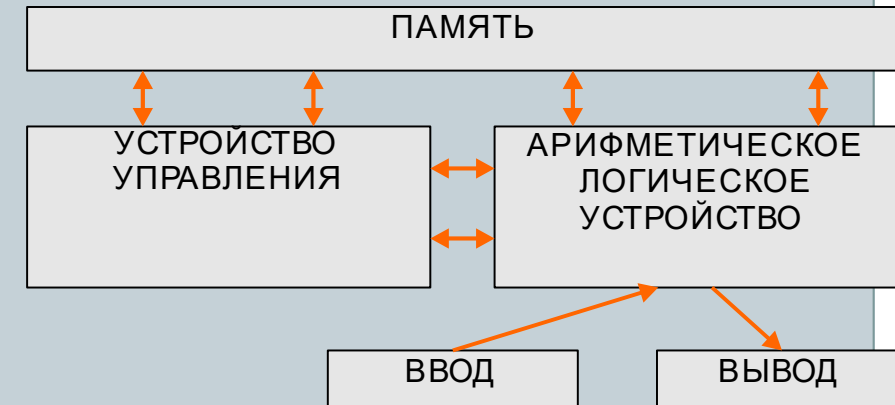 ПАМЯТЬ
УСТРОЙСТВО
УПРАВЛЕНИЯ
АРИФМЕТИЧЕСКОЕ
ЛОГИЧЕСКОЕ
УСТРОЙСТВО
ВВОД
ВЫВОД